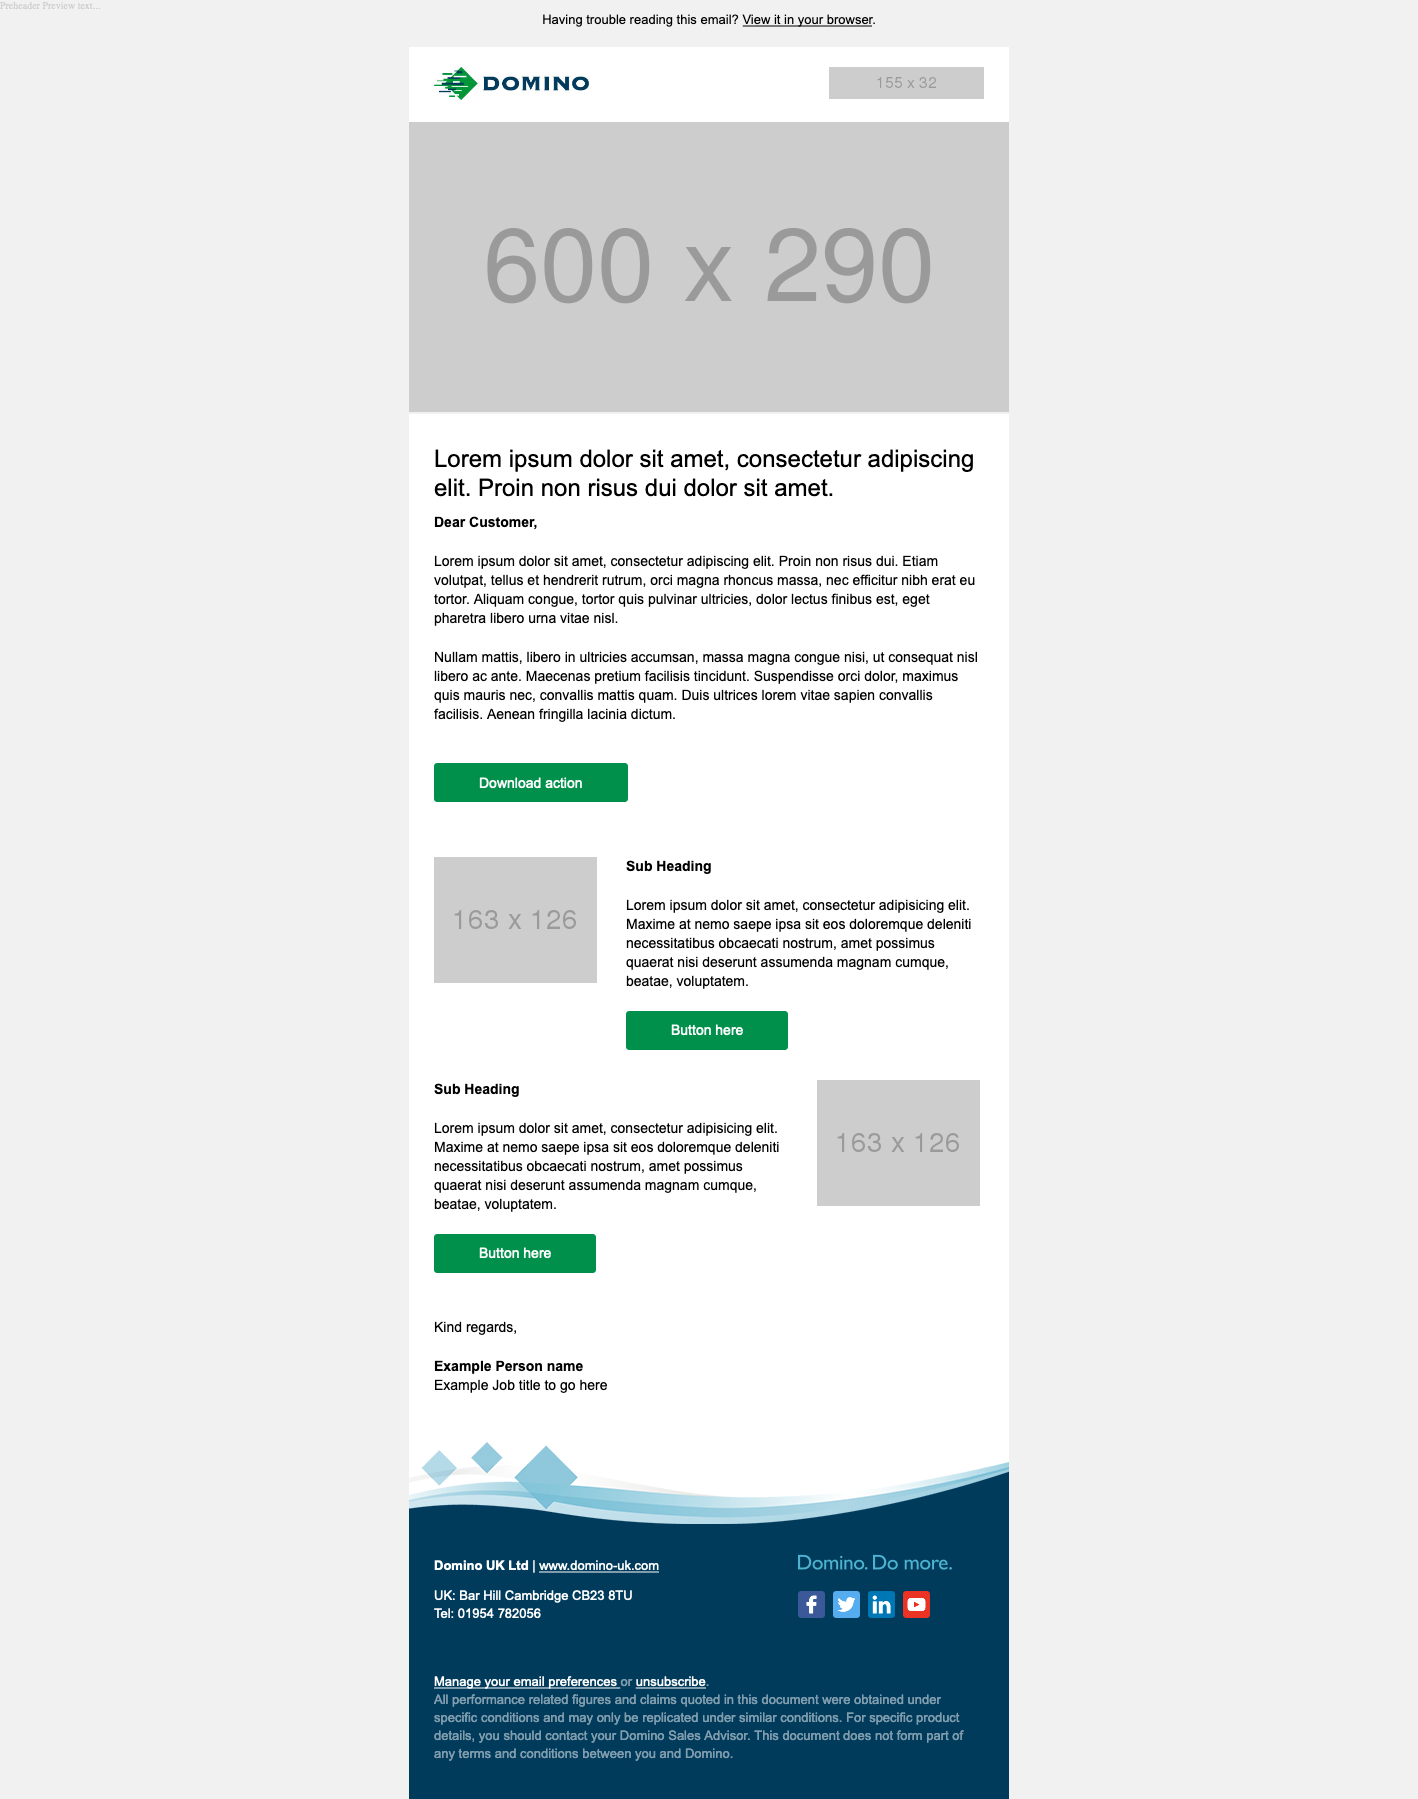 Preheader Preview text...
Having trouble reading this email? View it in your browser.
DOMINO
155 x 32
600 x 290
Lorem ipsum dolor sit amet, consectetur adipiscing
elit. Proin non risus dui dolor sit amet.
Dear Customer,
Lorem ipsum dolor sit amet, consectetur adipiscing elit. Proin non risus dui. Etiam
volutpat, tellus et hendrerit rutrum, orci magna rhoncus massa, nec efficitur nibh erat eu
tortor. Aliquam congue, tortor quis pulvinar ultricies, dolor lectus finibus est, eget
pharetra libero urna vitae nisl.
Nullam mattis, libero in ultricies accumsan, massa magna congue nisi, ut consequat nisl
libero ac ante. Maecenas pretium facilisis tincidunt. Suspendisse orci dolor, maximus
quis mauris nec, convallis mattis quam. Duis ultrices lorem vitae sapien convallis
facilisis. Aenean fringilla lacinia dictum.
Download action
163 x 126
Sub Heading
Lorem ipsum dolor sit amet, consectetur adipisicing elit.
Maxime at nemo saepe ipsa sit eos doloremque deleniti
necessitatibus obcaecati nostrum, amet possimus
quaerat nisi deserunt assumenda magnam cumque,
beatae, voluptatem.
Button here
Sub Heading
Lorem ipsum dolor sit amet, consectetur adipisicing elit.
Maxime at nemo saepe ipsa sit eos doloremque deleniti
necessitatibus obcaecati nostrum, amet possimus
quaerat nisi deserunt assumenda magnam cumque,
beatae, voluptatem.
Button here
163 x 126
Kind regards,
Example Person name
Example Job title to go here
Domino UK Ltd | www.domino-uk.com
UK: Bar Hill Cambridge CB23 8TU
Tel: 01954 782056
Domino. Do more.
Manage your email preferences or unsubscribe.
All performance related figures and claims quoted in this document were obtained under
specific conditions and may only be replicated under similar conditions. For specific product
details, you should contact your Domino Sales Advisor. This document does not form part of
any terms and conditions between you and Domino.